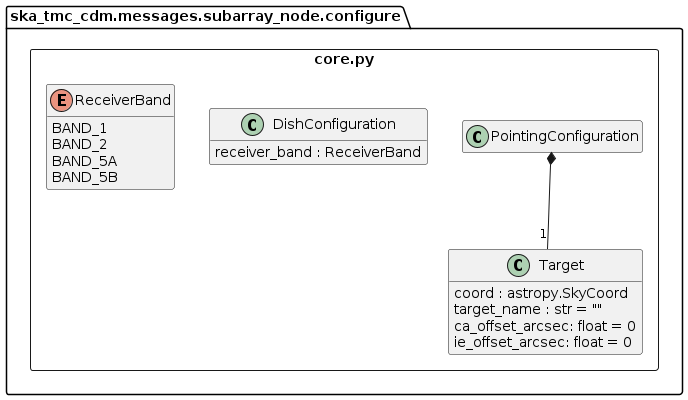 ska_tmc_cdm.messages.subarray_node.configure
core.py
E ReceiverBand
BAND_1
BAND_2
BAND_5A
BAND_5B
C DishConfiguration
receiver_band : ReceiverBand
C PointingConfiguration
1
C Target
coord : astropy.SkyCoord
target_name : str = ""
ca_offset_arcsec: float = 0
ie_offset_arcsec: float = 0